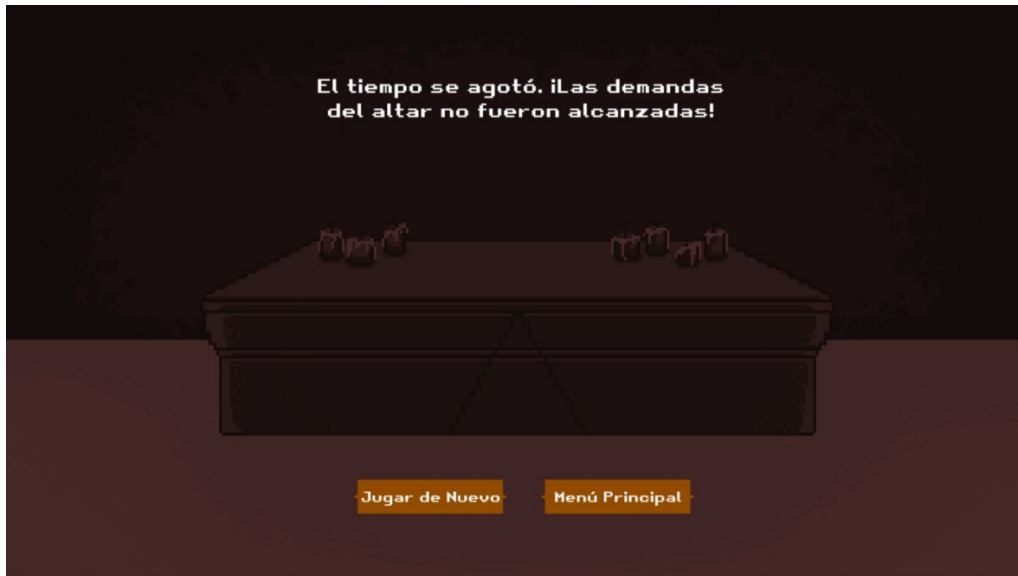 El tiempo se agotó. ¡Las demandas
del altar no fueron alcanzadas!
Jugar de Nuevo
Menú Principal